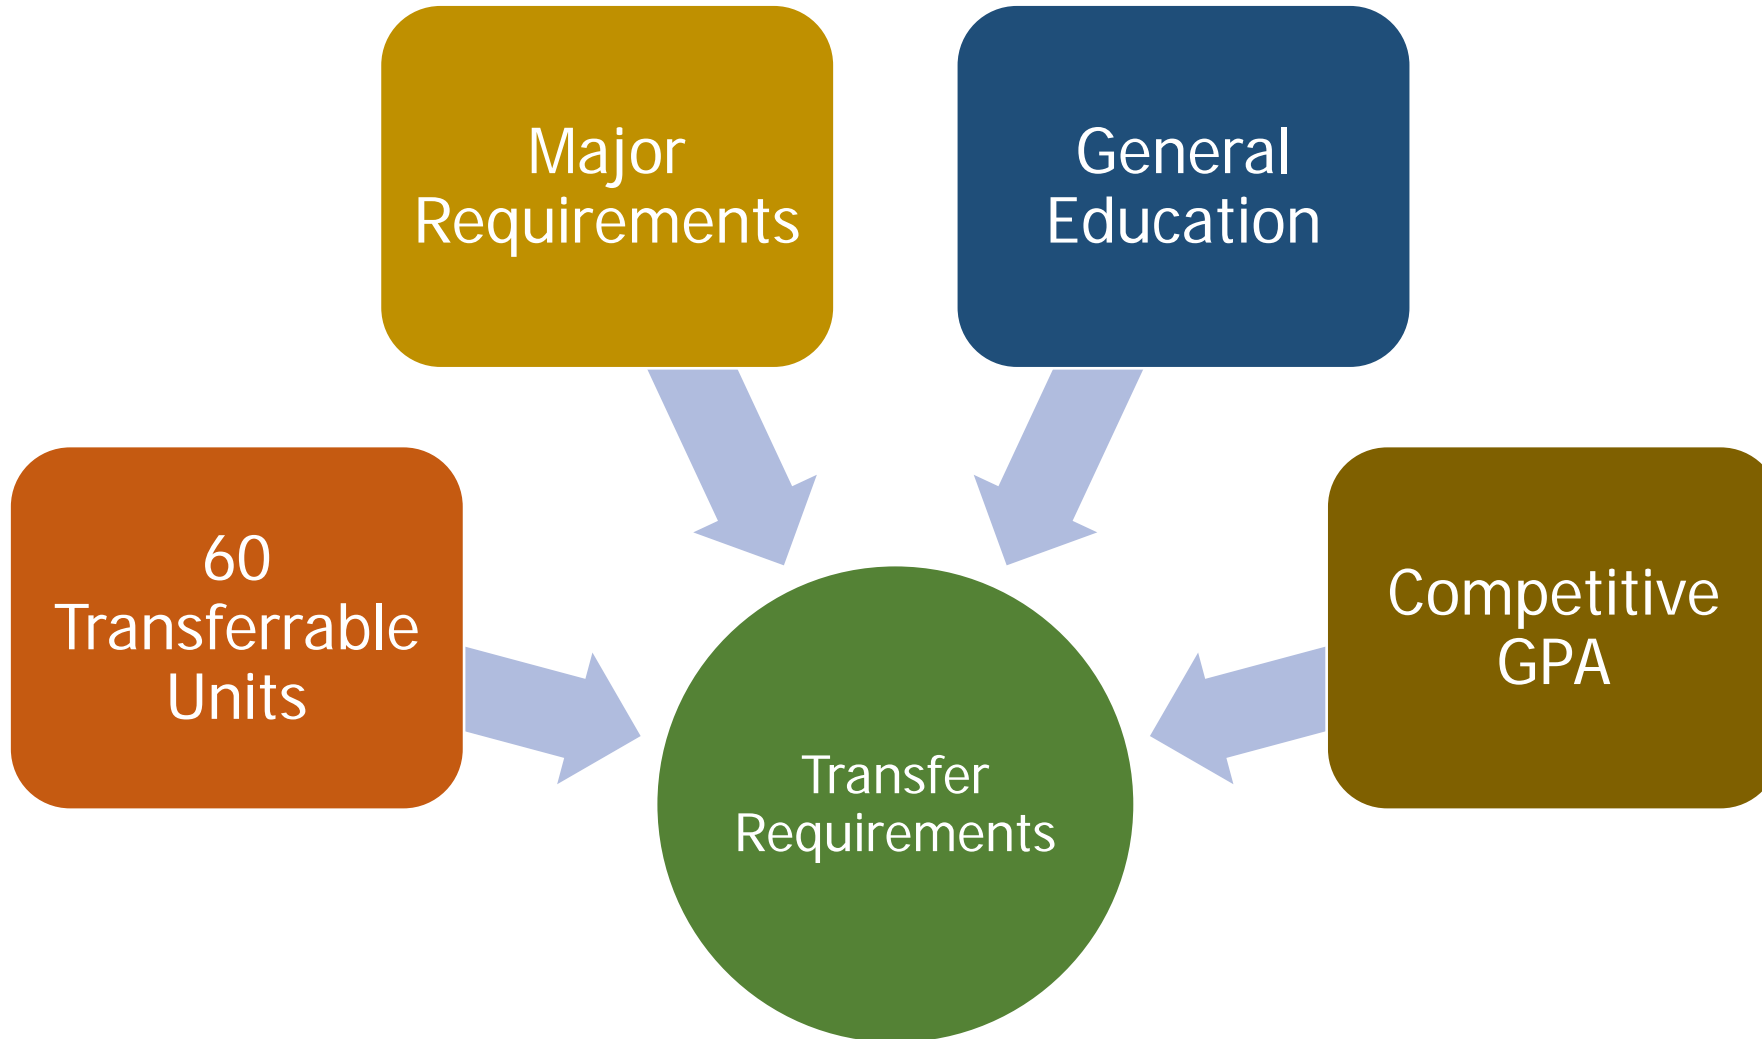 Major
Requirements
General
Education
60
Transferrable
Units
Competitive
GPA
Transfer
Requirements